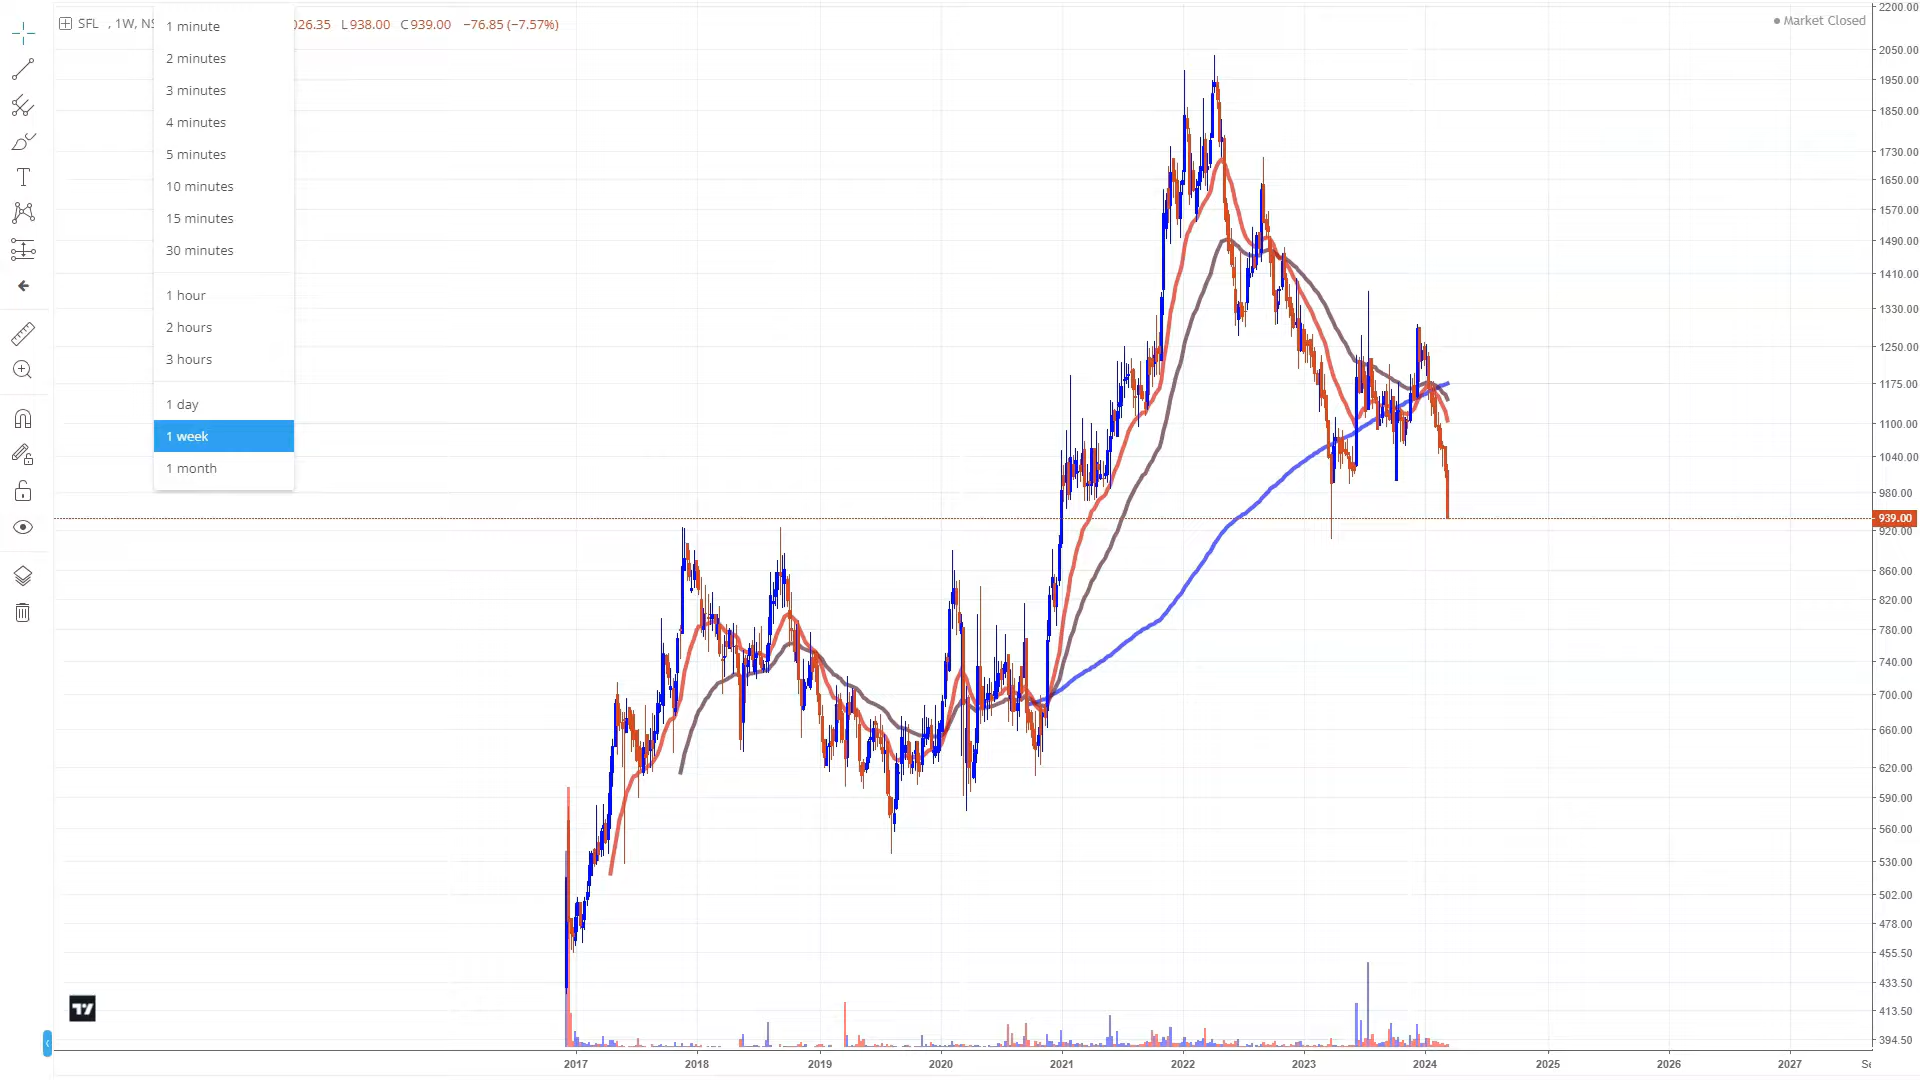 SFL , 1W, NS 026.35 L938.00 C939.00 −76.85 (−7.57%)
Market Closed
1 minute
2 minutes
3 minutes
4 minutes
5 minutes
10 minutes
15 minutes
30 minutes
1 hour
2 hours
3 hours
1 day
1 week
1 month
T
2200.00
2050.00
1950.00
1850.00
1730.00
1650.00
1570.00
1490.00
1410.00
1330.00
1250.00
1175.00
1100.00
1040.00
980.00
939.00
920.00
860.00
820.00
780.00
740.00
700.00
660.00
620.00
590.00
560.00
530.00
502.00
478.00
455.50
433.50
413.50
394.50
2017 2018 2019 2020 2021 2022 2023 2024 2025 2026 2027 Se